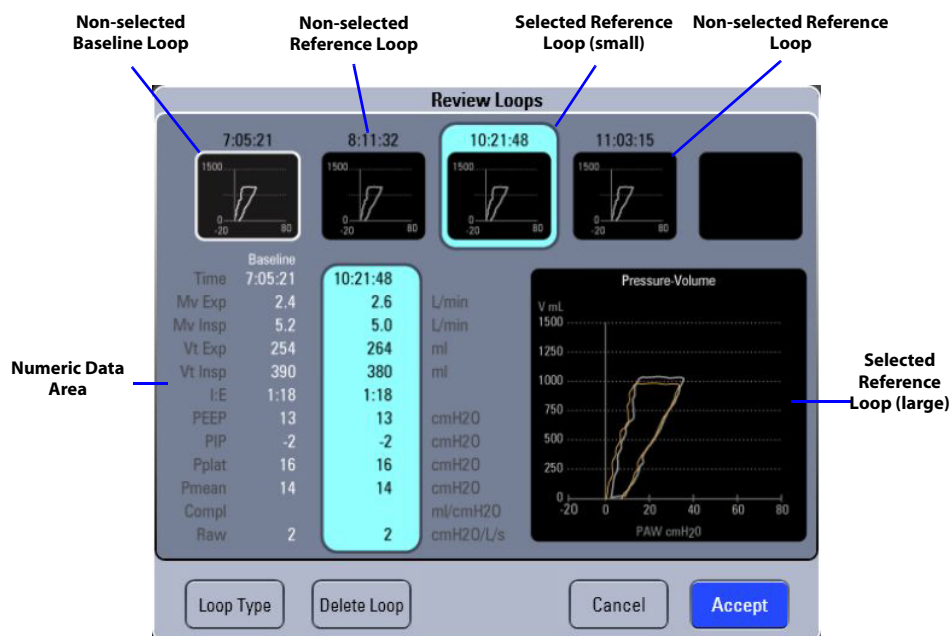 Non-selected
Baseline Loop
Non-selected
Reference Loop
Selected Reference
Loop (small)
Non-selected Reference
Loop
Review Loops
7:05:21 8:11:32 10:21:48 11:03:15
1500 1500 1500 1500
0 0 0 0
-20 80 -20 80 -20 80 -20 80
Baseline
Time 7:05:21 10:21:48
Mv Exp 2.4 2.6 L/min
Mv Insp 5.2 5.0 L/min
Vt Exp 254 264 ml
Vt Insp 390 380 ml
I:E 1:18 1:18
PEEP 13 13 cmH2O
PIP -2 -2 cmH2O
Pplat 16 16 cmH2O
Pmean 14 14 cmH2O
Compl ml/cmH2O
Raw 2 2 cmH2O/L/s
Numeric Data
Area
Pressure-Volume
V mL
1500
1250
1000
750
500
250
0
-20 0 20 40 60 80
PAW cmH20
Selected
Reference
Loop (large)
Loop Type Delete Loop Cancel Accept